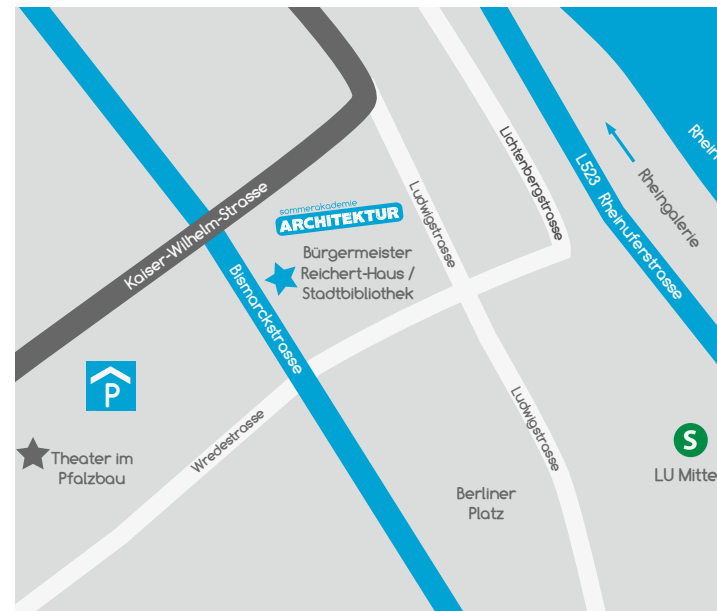 Lichtenbergstrasse
Rhein
L523 Rheinuferstrasse
Rheingalerie
Kaiser-Wilhelm-Strasse
Ludwigstrasse
sommerakademie
ARCHITEKTUR
Bürgermeister
Reichert-Haus /
Stadtbibliothek
Bismarckstrasse
P
Wredestrasse
Ludwigstrasse
Theater im
Pfalzbau
S
LU Mitte
Berliner
Platz